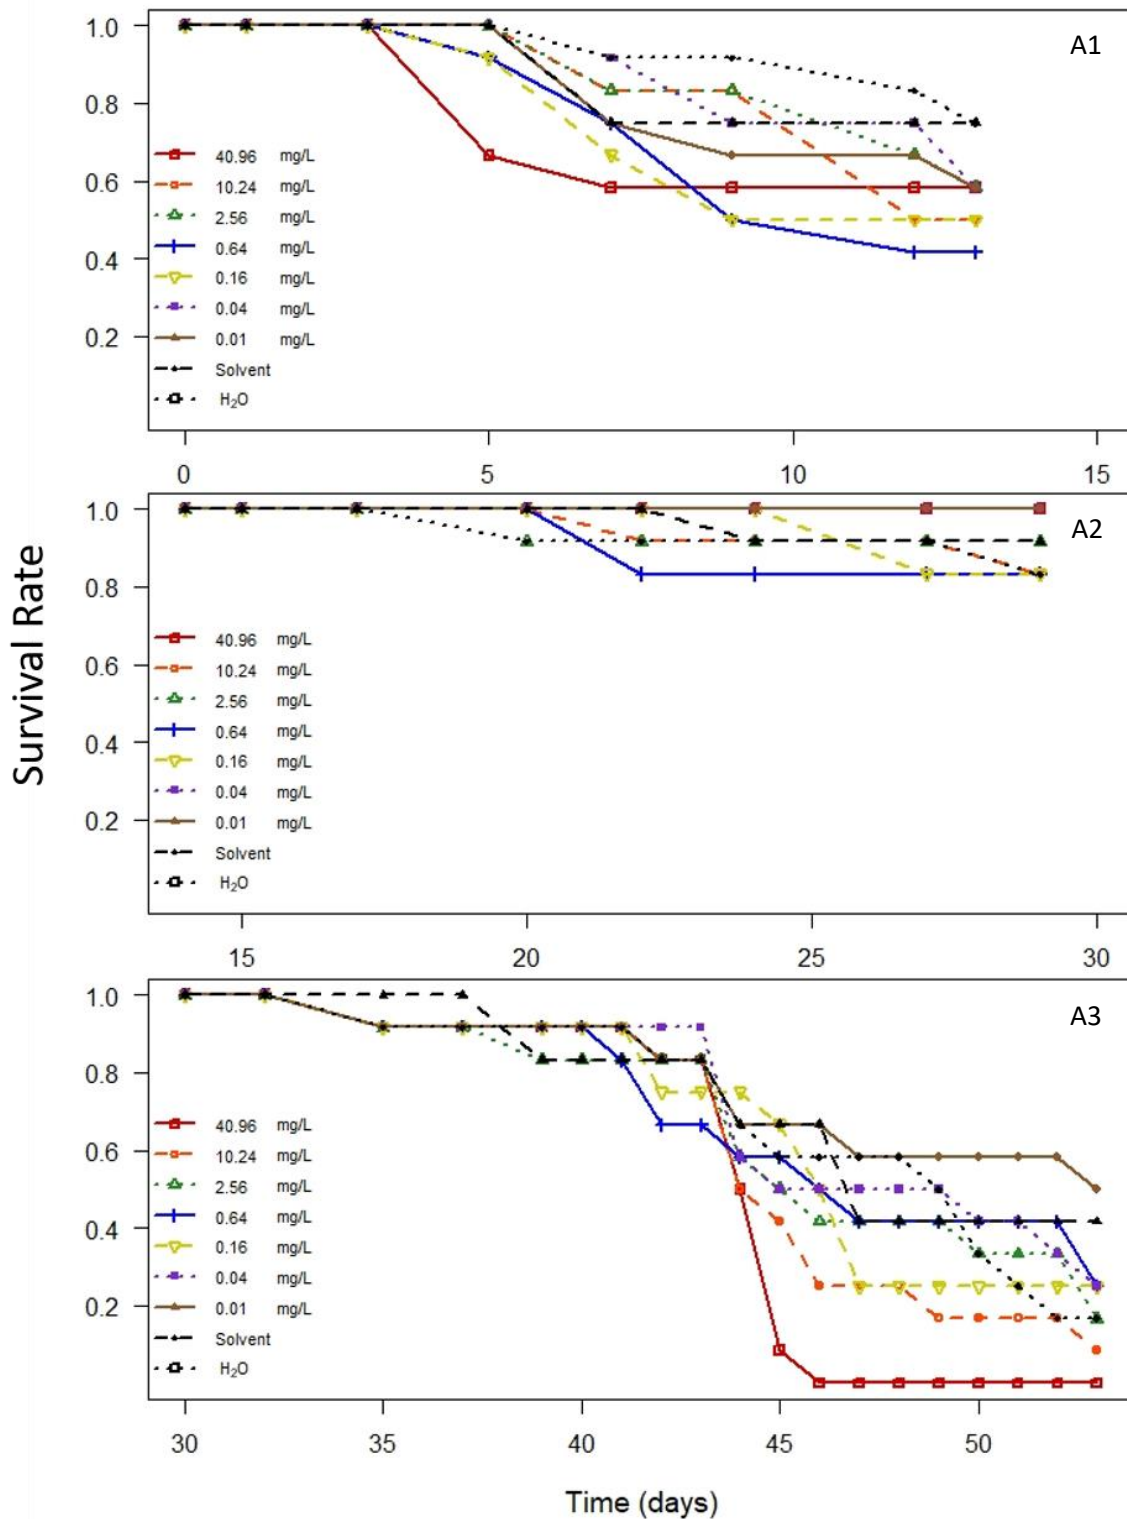 Survival Rate
A1
1.0
0.8
0.6
0.4
0.2
40.96 mg/L
10.24 mg/L
2.56 mg/L
0.64 mg/L
0.16 mg/L
0.04 mg/L
0.01 mg/L
Solvent
H₂O
0 5 10 15
A2
1.0
0.8
0.6
0.4
0.2
40.96 mg/L
10.24 mg/L
2.56 mg/L
0.64 mg/L
0.16 mg/L
0.04 mg/L
0.01 mg/L
Solvent
H₂O
15 20 25 30
A3
1.0
0.8
0.6
0.4
0.2
40.96 mg/L
10.24 mg/L
2.56 mg/L
0.64 mg/L
0.16 mg/L
0.04 mg/L
0.01 mg/L
Solvent
H₂O
30 35 40 45 50
Time (days)